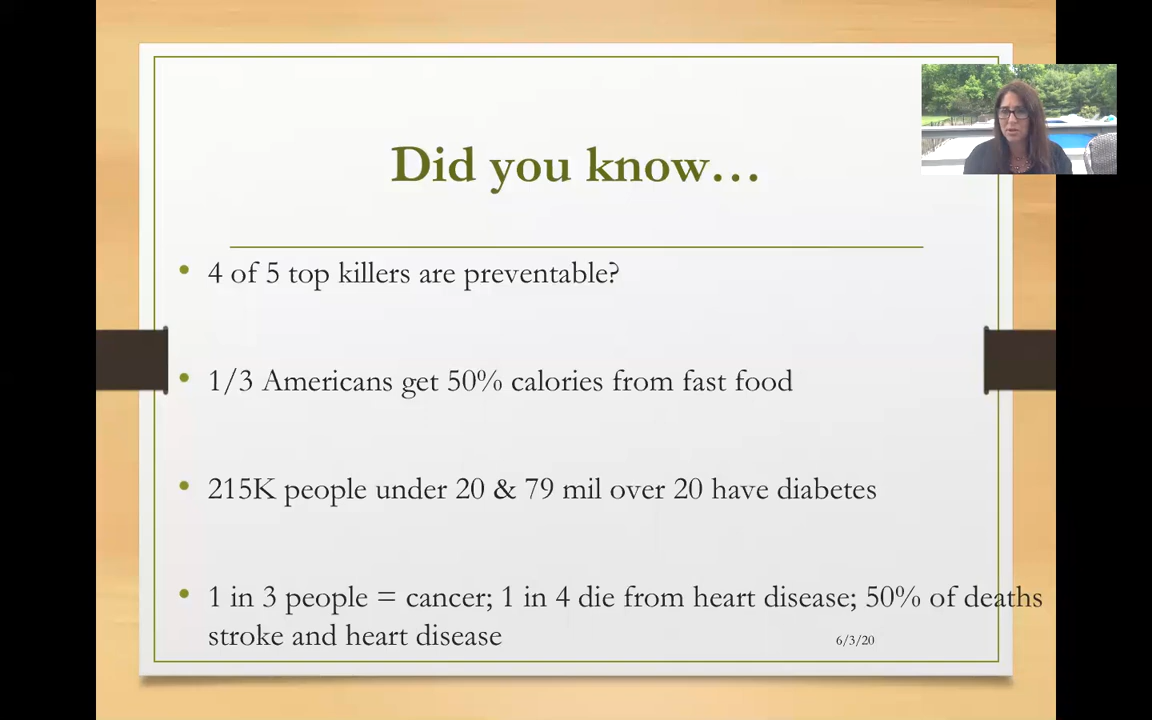 Did you know…
• 4 of 5 top killers are preventable?
• 1/3 Americans get 50% calories from fast food
• 215K people under 20 & 79 mil over 20 have diabetes
• 1 in 3 people = cancer; 1 in 4 die from heart disease; 50% of deaths
stroke and heart disease
6/3/20